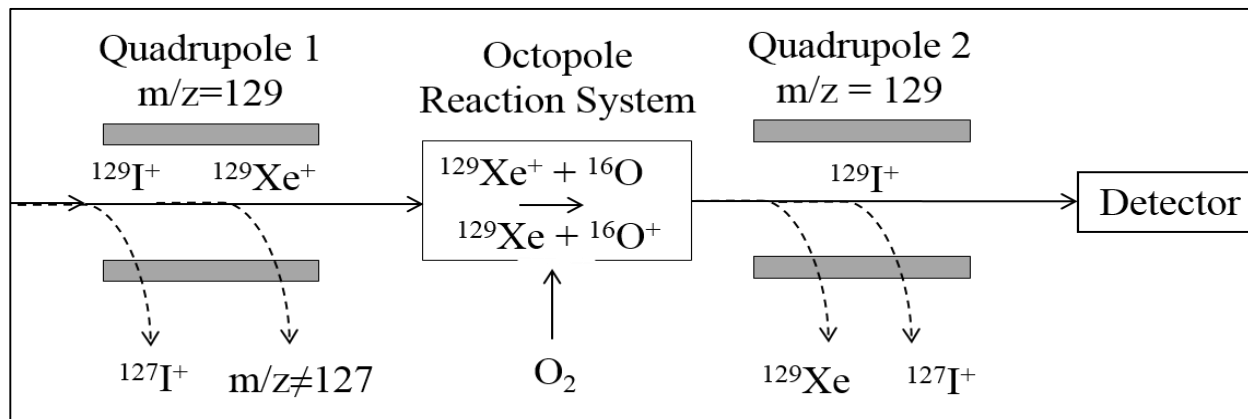 Quadrupole 1
m/z=129
Octopole
Reaction System
Quadrupole 2
m/z = 129
¹²⁹I⁺ ¹²⁹Xe⁺
¹²⁹Xe⁺ + ¹⁶O
¹²⁹Xe + ¹⁶O⁺
¹²⁹I⁺
Detector
¹²⁷I⁺
m/z≠127
O₂
¹²⁹Xe
¹²⁷I⁺